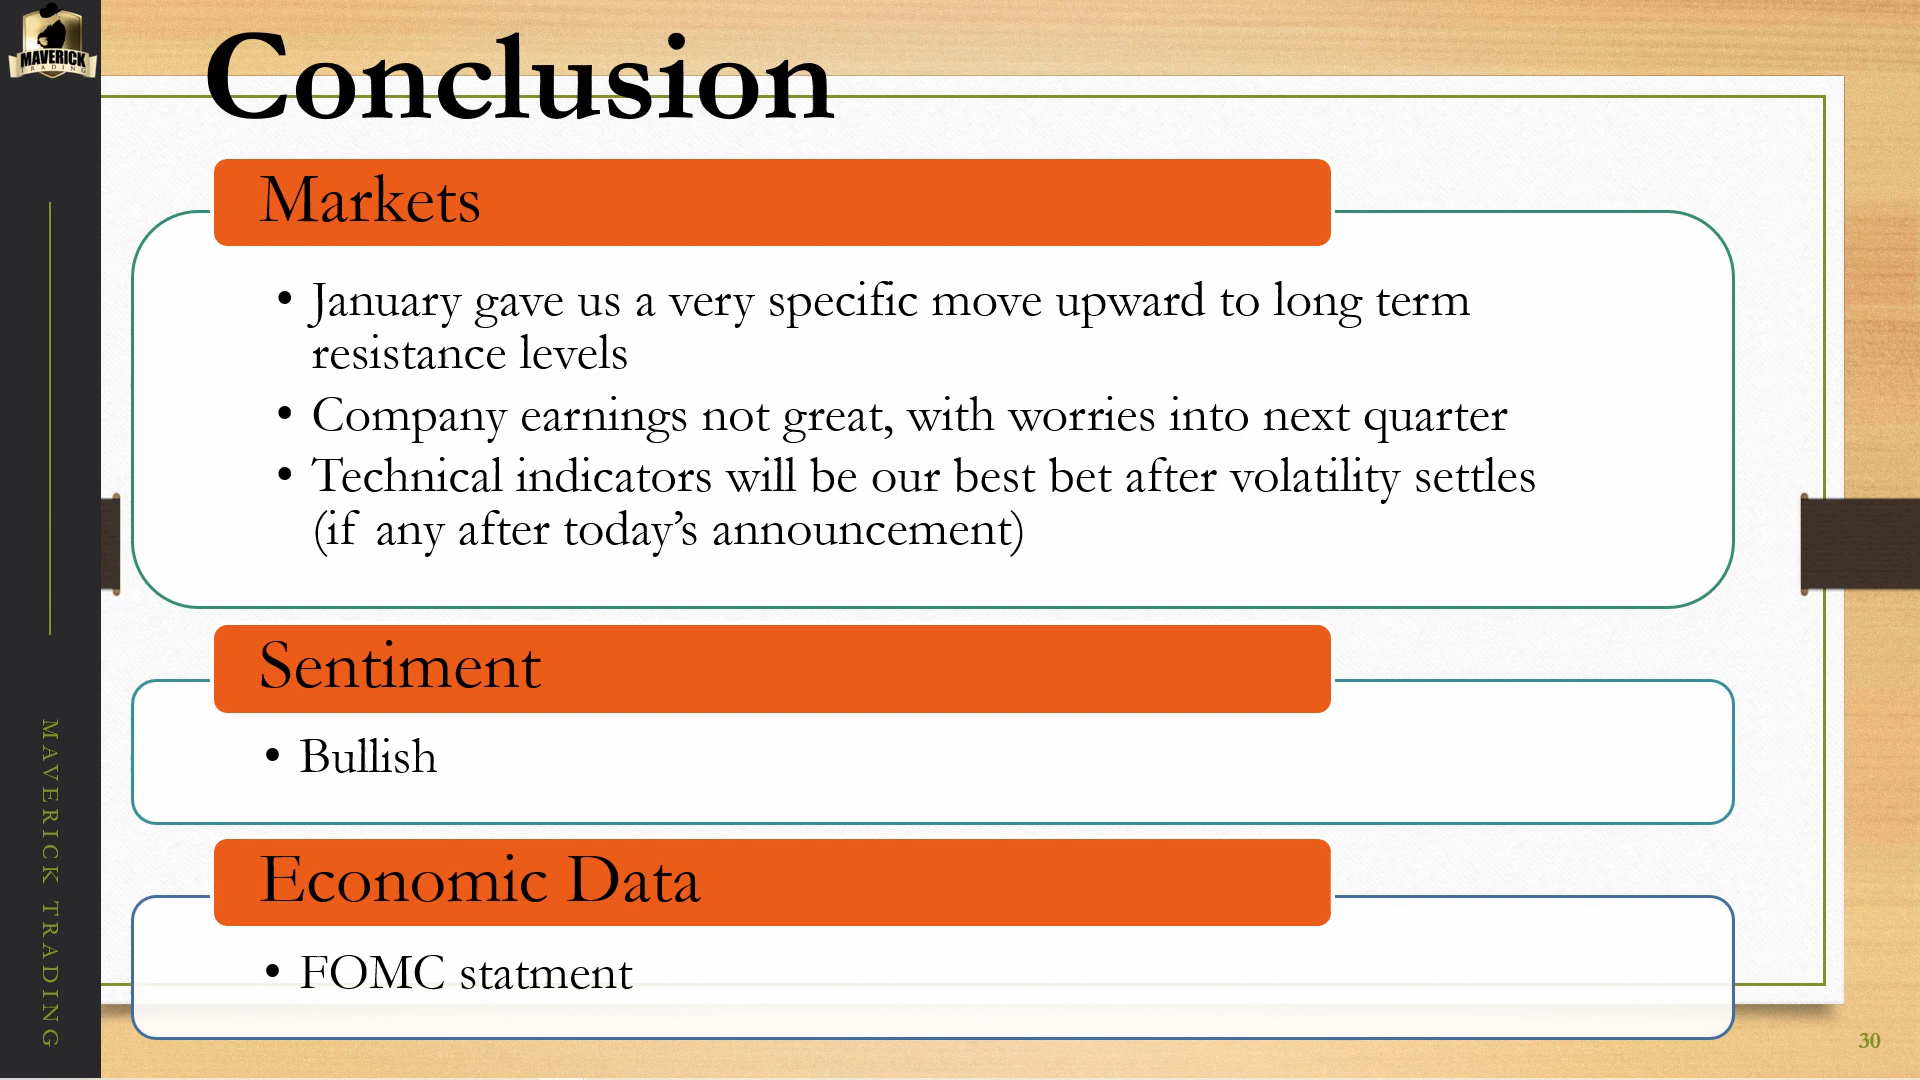 MAVERICK
TRADING
Conclusion
Markets
• January gave us a very specific move upward to long term
resistance levels
• Company earnings not great, with worries into next quarter
• Technical indicators will be our best bet after volatility settles
(if any after today’s announcement)
Sentiment
• Bullish
Economic Data
• FOMC statment
MAVERICK TRADING
30